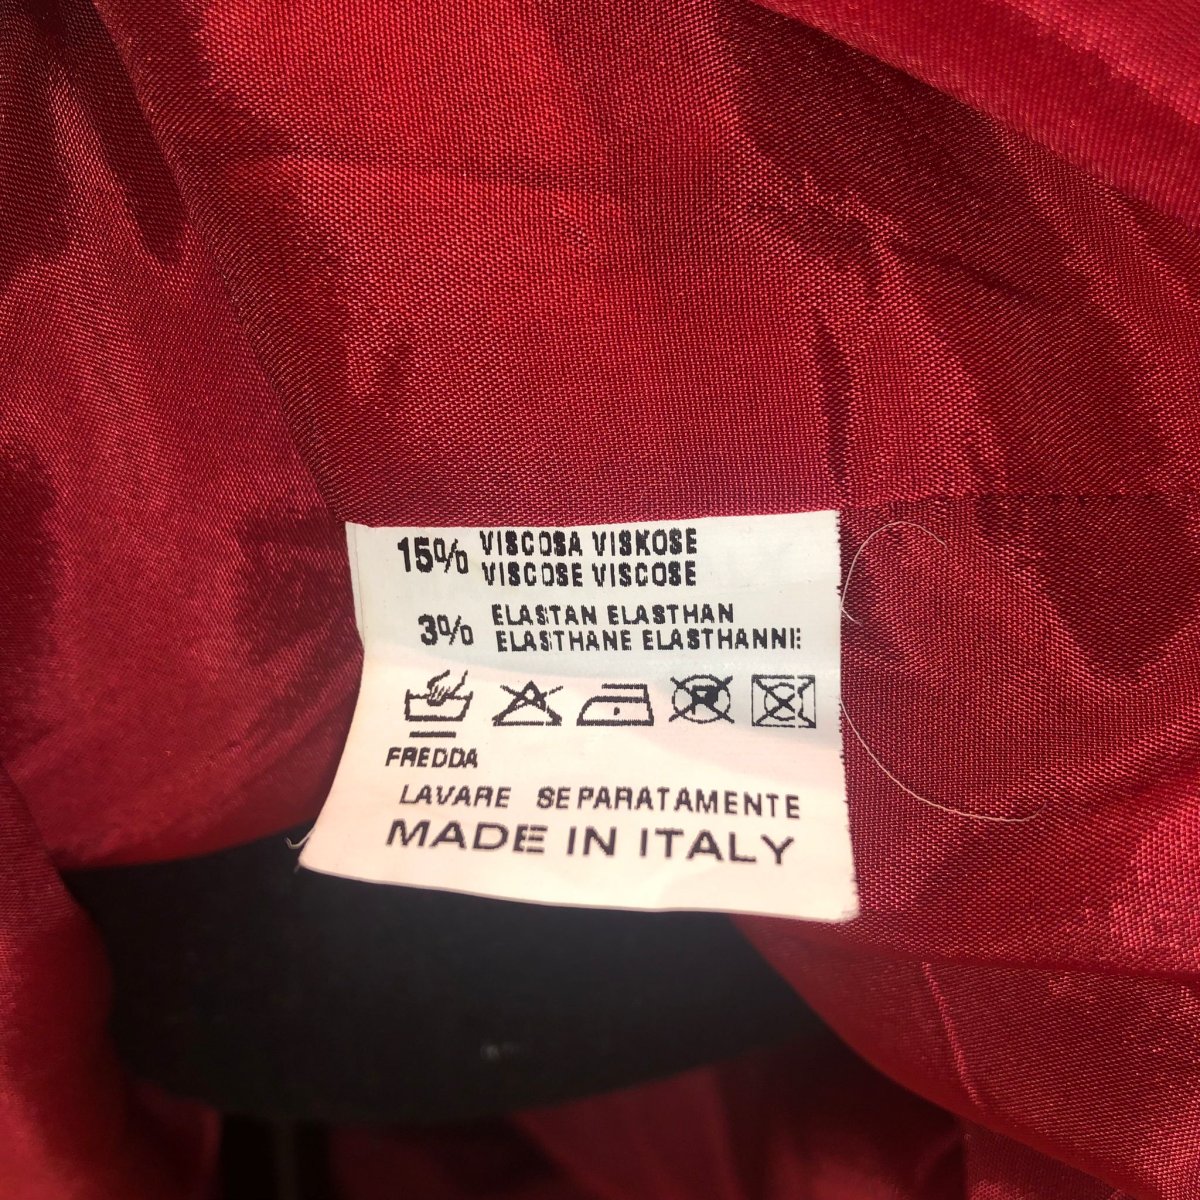 15% VISCOSA VISKOSE
VISCOSE VISCOSE
3% ELASTAN ELASTHAN
ELASTHANE ELASTHANNE
FREDDA
LAVARE SEPARATAMENTE
MADE IN ITALY